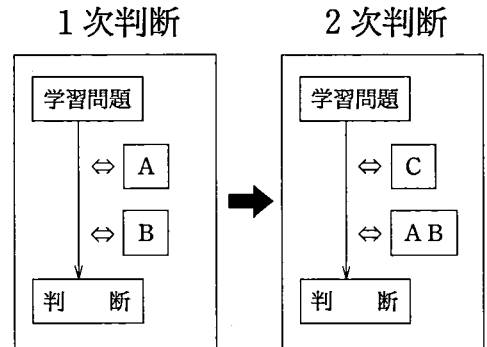 1次判断
学習問題
⇔ A
⇔ B
判 断
2次判断
学習問題
⇔ C
⇔ A B
判 断